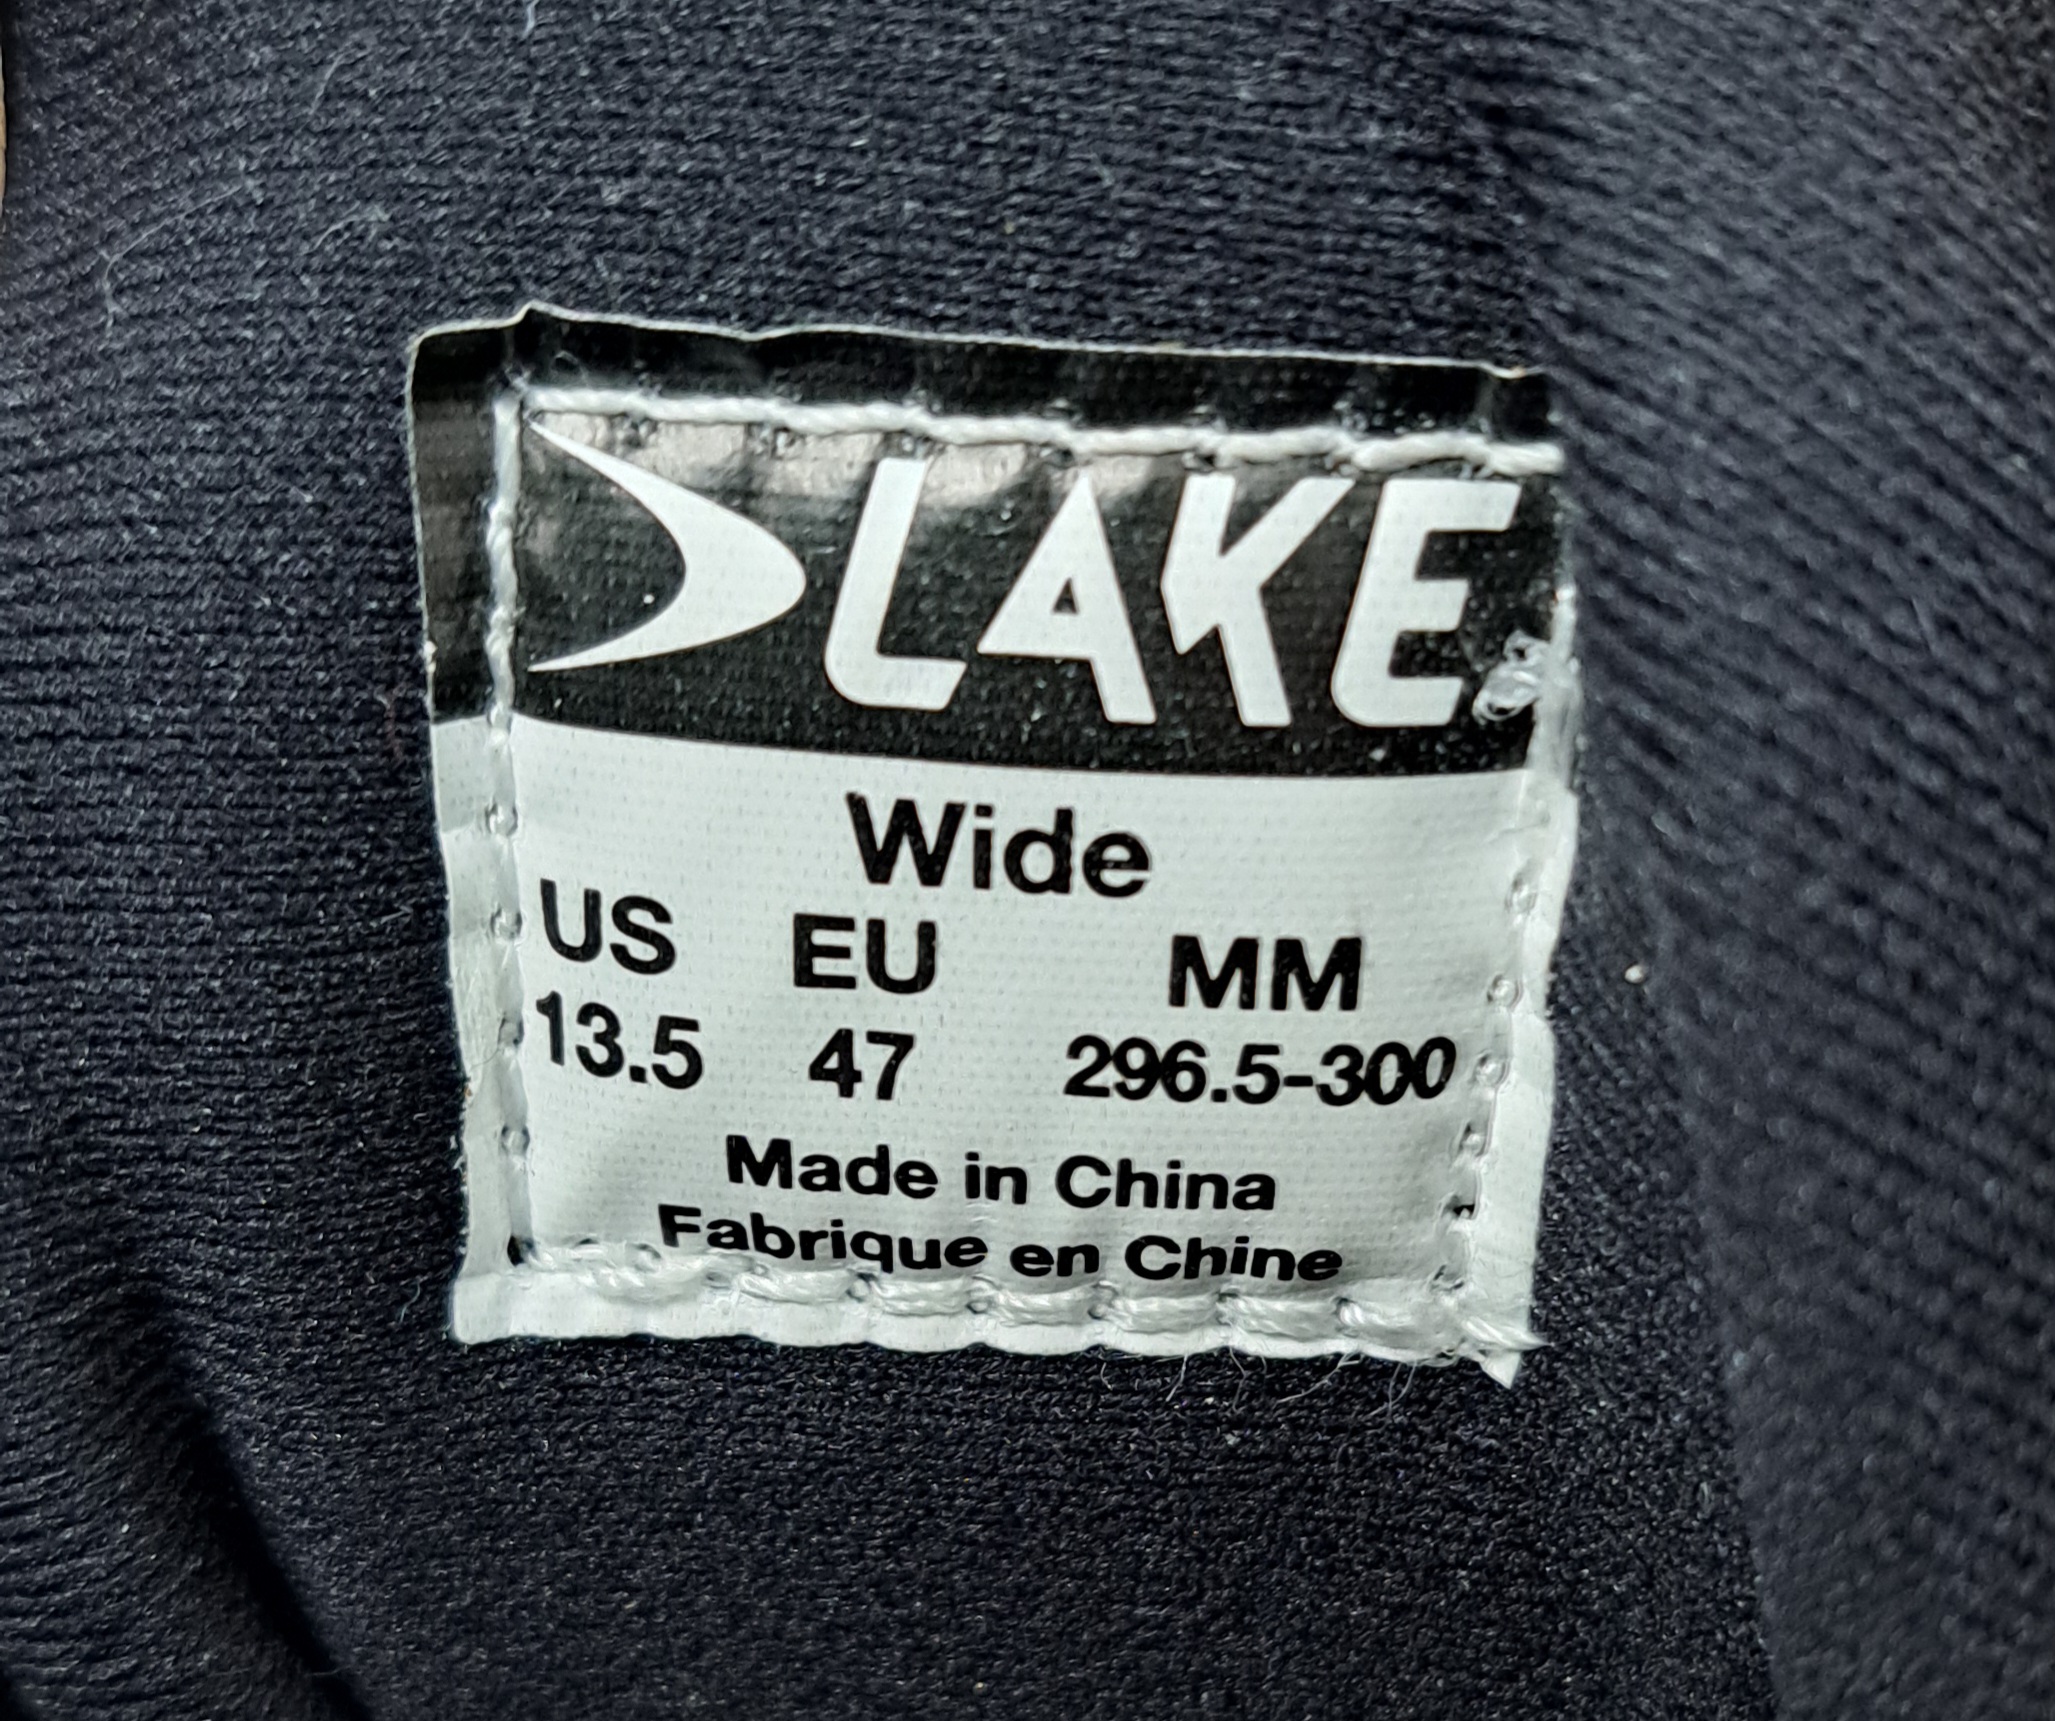 LAKE
Wide
US EU MM
13.5 47 296.5-300
Made in China
Fabrique en Chine